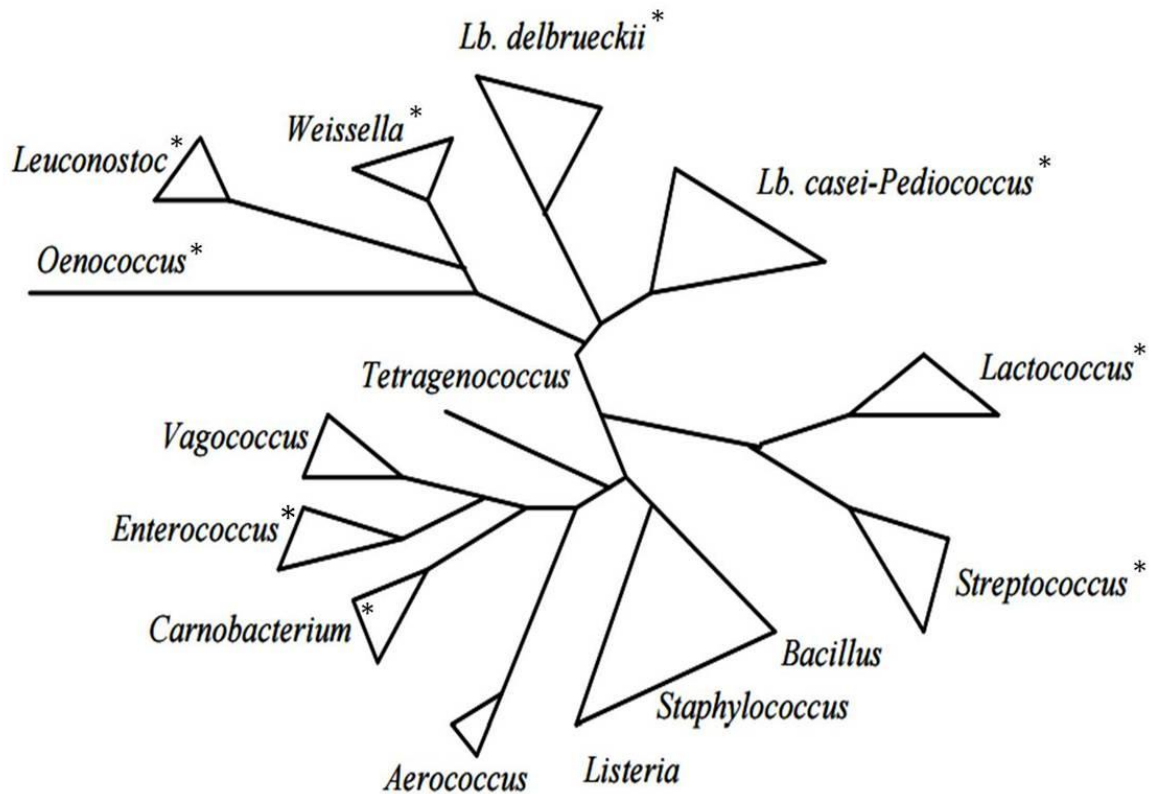 Lb. delbrueckii*
Weissella*
Leuconostoc*
Lb. casei-Pediococcus*
Oenococcus*
Lactococcus*
Tetragenococcus
Vagococcus
Enterococcus*
Streptococcus*
Carnobacterium*
Bacillus
Staphylococcus
Listeria
Aerococcus